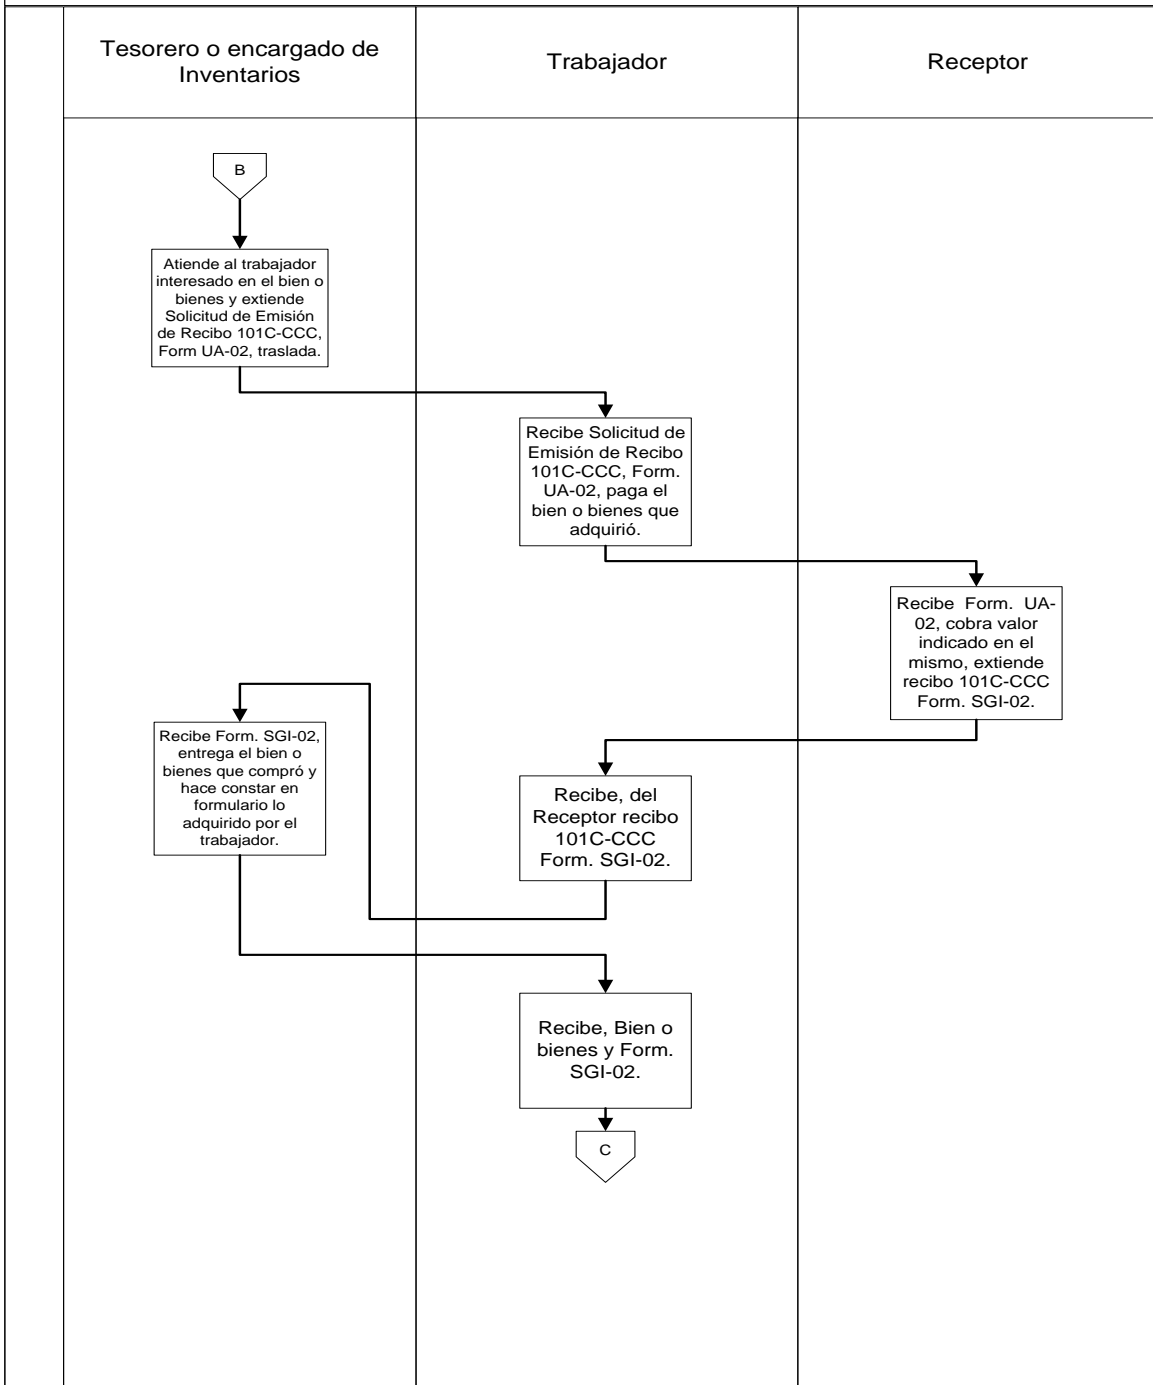 Tesorero o encargado de
Inventarios
Trabajador
Receptor
B
Atiende al trabajador
interesado en el bien o
bienes y extiende
Solicitud de Emisión
de Recibo 101C-CCC,
Form UA-02, traslada.
Recibe Solicitud de
Emisión de Recibo
101C-CCC, Form.
UA-02, paga el
bien o bienes que
adquirió.
Recibe Form. UA-
02, cobra valor
indicado en el
mismo, extiende
recibo 101C-CCC
Form. SGI-02.
Recibe, del
Receptor recibo
101C-CCC
Form. SGI-02.
Recibe Form. SGI-02,
entrega el bien o
bienes que compró y
hace constar en
formulario lo
adquirido por el
trabajador.
Recibe, Bien o
bienes y Form.
SGI-02.
C